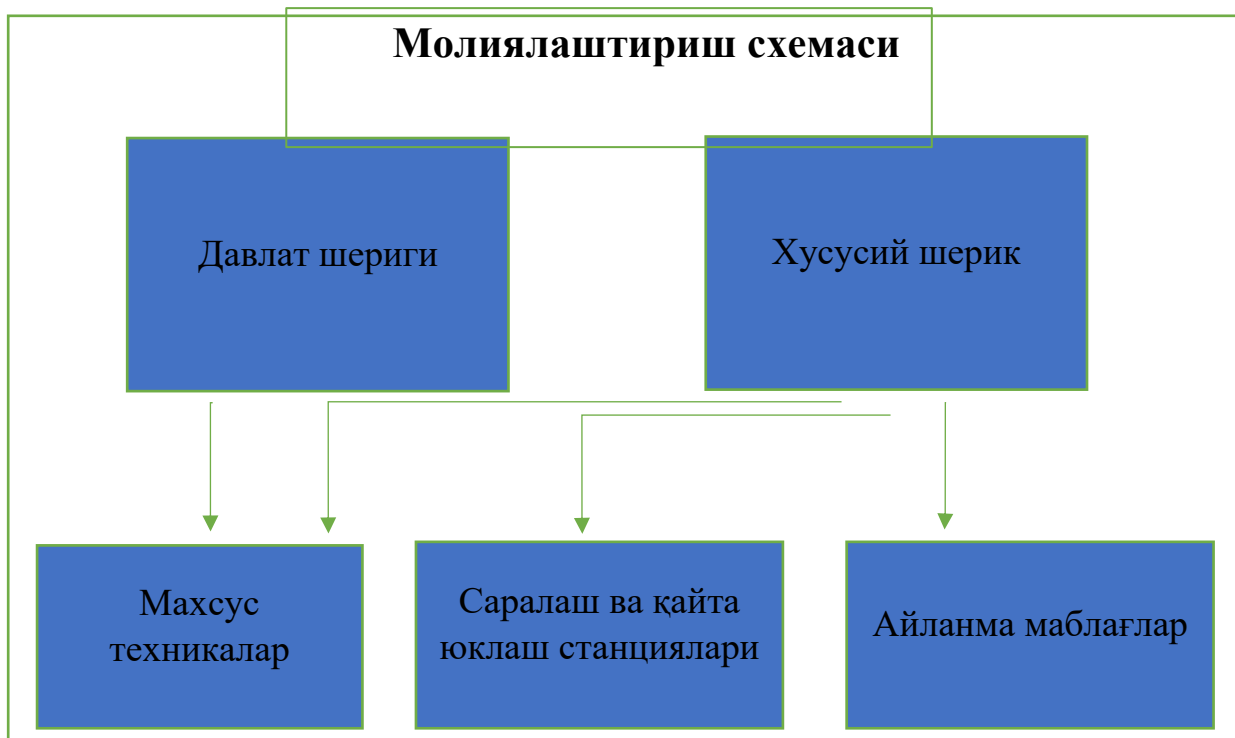 Молиялаштириш схемаси
Давлат шериги
Хусусий шерик
Махсус
техникалар
Саралаш ва қайта
юклаш станциялари
Айланма маблағлар